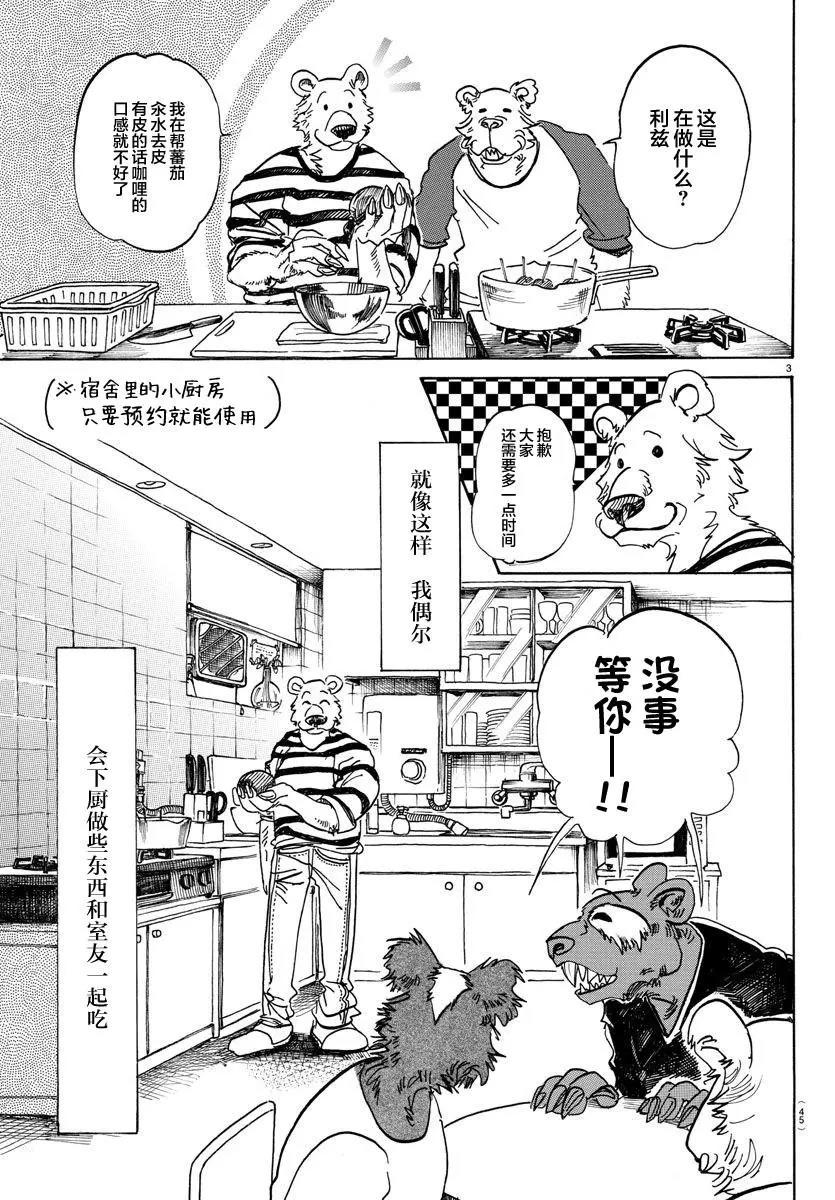 这是
在做什么？
利兹
我在帮蕃茄
汆水去皮
有皮的话咖哩的
口感就不好了
3
（※宿舍里的小厨房
只要预约就能使用）
抱歉
大家
还需要多一点时间
就像这样 我偶尔
没事
等你—!!
会下厨做些东西和室友一起吃
（45）